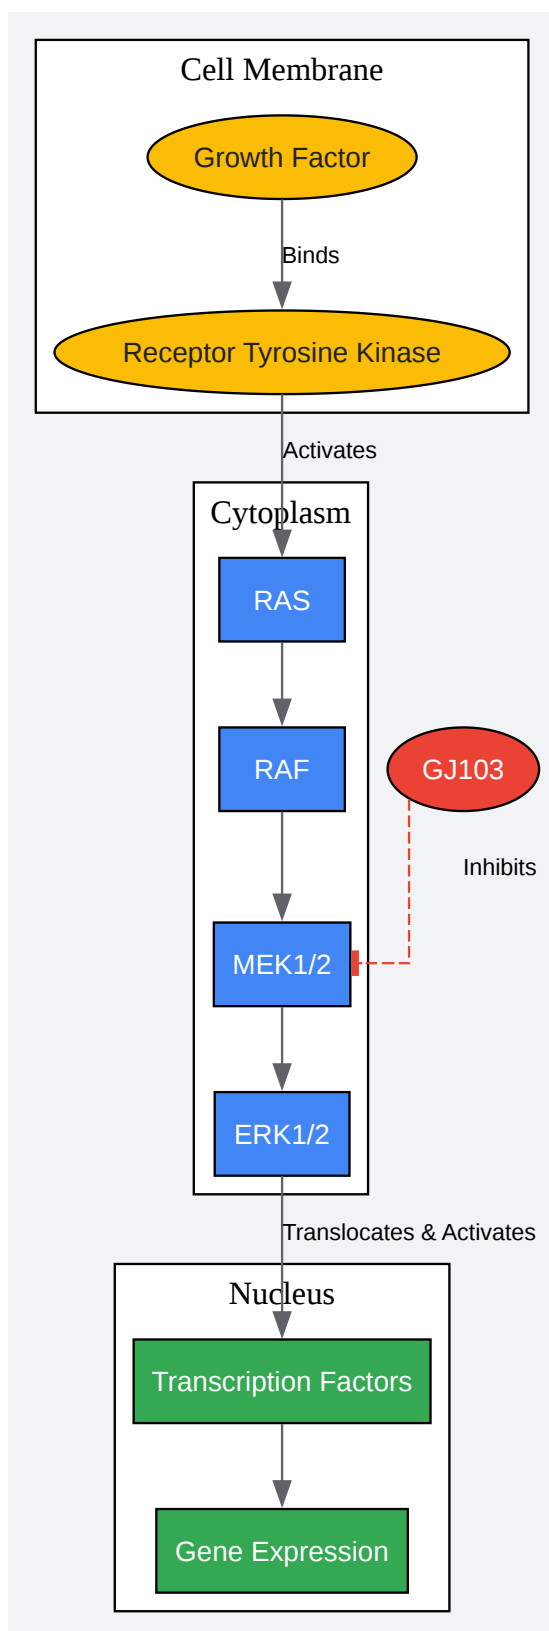 Cell Membrane
Growth Factor
Binds
Receptor Tyrosine Kinase
Activates
Cytoplasm
RAS
RAF
GJ103
Inhibits
MEK1/2
ERK1/2
Translocates & Activates
Nucleus
Transcription Factors
Gene Expression